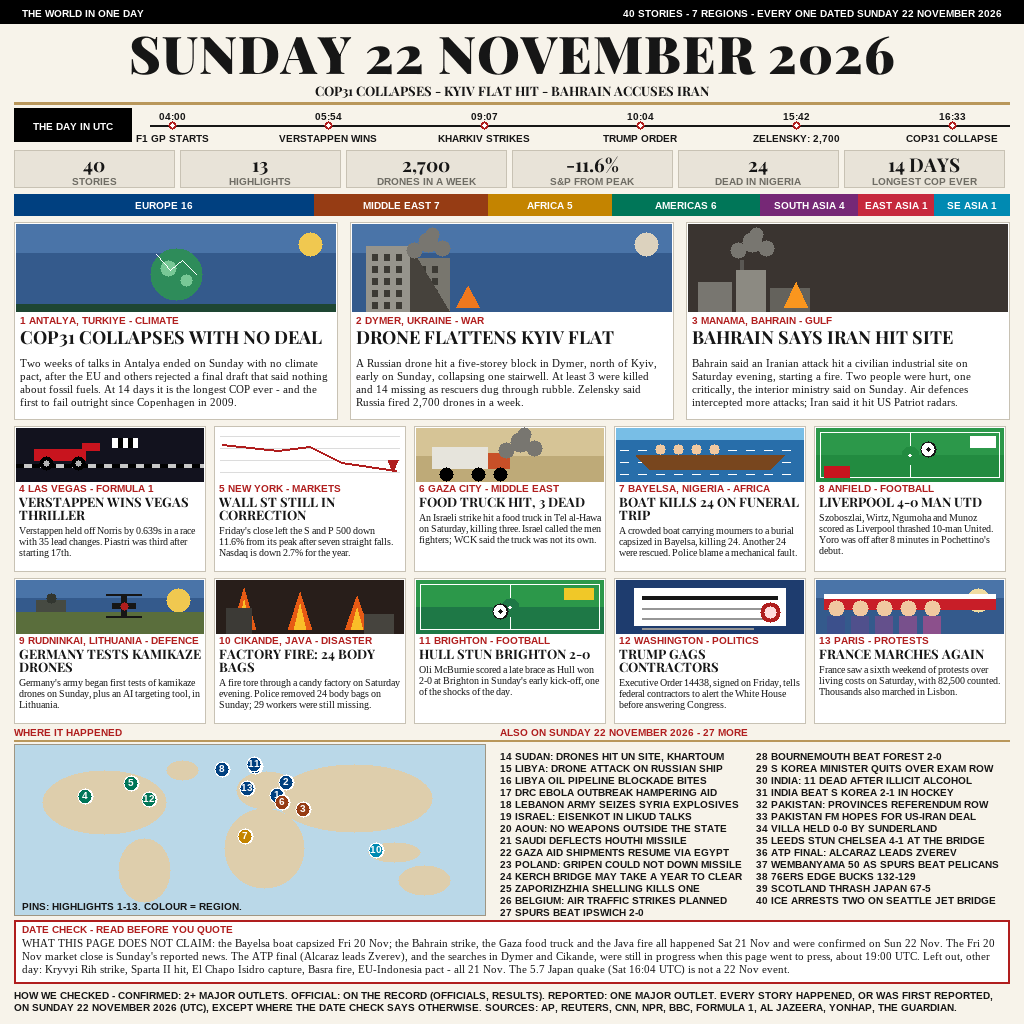 THE WORLD IN ONE DAY
40 STORIES - 7 REGIONS - EVERY ONE DATED SUNDAY 22 NOVEMBER 2026
SUNDAY 22 NOVEMBER 2026
COP31 COLLAPSES - KYIV FLAT HIT - BAHRAIN ACCUSES IRAN
THE DAY IN UTC
04:00
05:54
09:07
10:04
15:42
16:33
F1 GP STARTS
VERSTAPPEN WINS
KHARKIV STRIKES
TRUMP ORDER
ZELENSKY: 2,700
COP31 COLLAPSE
40
STORIES
13
HIGHLIGHTS
2,700
DRONES IN A WEEK
-11.6%
S&P FROM PEAK
24
DEAD IN NIGERIA
14 DAYS
LONGEST COP EVER
EUROPE 16
MIDDLE EAST 7
AFRICA 5
AMERICAS 6
SOUTH ASIA 4
EAST ASIA 1
SE ASIA 1
1 ANTALYA, TURKIYE - CLIMATE
COP31 COLLAPSES WITH NO DEAL
Two weeks of talks in Antalya ended on Sunday with no climate
pact, after the EU and others rejected a final draft that said nothing
about fossil fuels. At 14 days it is the longest COP ever - and the
first to fail outright since Copenhagen in 2009.
2 DYMER, UKRAINE - WAR
DRONE FLATTENS KYIV FLAT
A Russian drone hit a five-storey block in Dymer, north of Kyiv,
early on Sunday, collapsing one stairwell. At least 3 were killed
and 14 missing as rescuers dug through rubble. Zelensky said
Russia fired 2,700 drones in a week.
3 MANAMA, BAHRAIN - GULF
BAHRAIN SAYS IRAN HIT SITE
Bahrain said an Iranian attack hit a civilian industrial site on
Saturday evening, starting a fire. Two people were hurt, one
critically, the interior ministry said on Sunday. Air defences
intercepted more attacks; Iran said it hit US Patriot radars.
4 LAS VEGAS - FORMULA 1
VERSTAPPEN WINS VEGAS
THRILLER
Verstappen held off Norris by 0.639s in a race
with 35 lead changes. Piastri was third after
starting 17th.
5 NEW YORK - MARKETS
WALL ST STILL IN
CORRECTION
Friday's close left the S and P 500 down
11.6% from its peak after seven straight falls.
Nasdaq is down 2.7% for the year.
6 GAZA CITY - MIDDLE EAST
FOOD TRUCK HIT, 3 DEAD
An Israeli strike hit a food truck in Tel al-Hawa
on Saturday, killing three. Israel called the men
fighters; WCK said the truck was not its own.
7 BAYELSA, NIGERIA - AFRICA
BOAT KILLS 24 ON FUNERAL
TRIP
A crowded boat carrying mourners to a burial
capsized in Bayelsa, killing 24. Another 24
were rescued. Police blame a mechanical fault.
8 ANFIELD - FOOTBALL
LIVERPOOL 4-0 MAN UTD
Szoboszlai, Wirtz, Ngumoha and Munoz
scored as Liverpool thrashed 10-man United.
Yoro was off after 8 minutes in Pochettino's
debut.
9 RUDNINKAI, LITHUANIA - DEFENCE
GERMANY TESTS KAMIKAZE
DRONES
Germany's army began first tests of kamikaze
drones on Sunday, plus an AI targeting tool, in
Lithuania.
10 CIKANDE, JAVA - DISASTER
FACTORY FIRE: 24 BODY
BAGS
A fire tore through a candy factory on Saturday
evening. Police removed 24 body bags on
Sunday; 29 workers were still missing.
11 BRIGHTON - FOOTBALL
HULL STUN BRIGHTON 2-0
Oli McBurnie scored a late brace as Hull won
2-0 at Brighton in Sunday's early kick-off, one
of the shocks of the day.
12 WASHINGTON - POLITICS
TRUMP GAGS
CONTRACTORS
Executive Order 14438, signed on Friday, tells
federal contractors to alert the White House
before answering Congress.
13 PARIS - PROTESTS
FRANCE MARCHES AGAIN
France saw a sixth weekend of protests over
living costs on Saturday, with 82,500 counted.
Thousands also marched in Lisbon.
WHERE IT HAPPENED
8
11
5
2
13
4
12
1
6
3
7
10
PINS: HIGHLIGHTS 1-13. COLOUR = REGION.
ALSO ON SUNDAY 22 NOVEMBER 2026 - 27 MORE
14 SUDAN: DRONES HIT UN SITE, KHARTOUM
15 LIBYA: DRONE ATTACK ON RUSSIAN SHIP
16 LIBYA OIL PIPELINE BLOCKADE BITES
17 DRC EBOLA OUTBREAK HAMPERING AID
18 LEBANON ARMY SEIZES SYRIA EXPLOSIVES
19 ISRAEL: EISENKOT IN LIKUD TALKS
20 AOUN: NO WEAPONS OUTSIDE THE STATE
21 SAUDI DEFLECTS HOUTHI MISSILE
22 GAZA AID SHIPMENTS RESUME VIA EGYPT
23 POLAND: GRIPEN COULD NOT DOWN MISSILE
24 KERCH BRIDGE MAY TAKE A YEAR TO CLEAR
25 ZAPORIZHZHIA SHELLING KILLS ONE
26 BELGIUM: AIR TRAFFIC STRIKES PLANNED
27 SPURS BEAT IPSWICH 2-0
28 BOURNEMOUTH BEAT FOREST 2-0
29 S KOREA MINISTER QUITS OVER EXAM ROW
30 INDIA: 11 DEAD AFTER ILLICIT ALCOHOL
31 INDIA BEAT S KOREA 2-1 IN HOCKEY
32 PAKISTAN: PROVINCES REFERENDUM ROW
33 PAKISTAN FM HOPES FOR US-IRAN DEAL
34 VILLA HELD 0-0 BY SUNDERLAND
35 LEEDS STUN CHELSEA 4-1 AT THE BRIDGE
36 ATP FINAL: ALCARAZ LEADS ZVEREV
37 WEMBANYAMA 50 AS SPURS BEAT PELICANS
38 76ERS EDGE BUCKS 132-129
39 SCOTLAND THRASH JAPAN 67-5
40 ICE ARRESTS TWO ON SEATTLE JET BRIDGE
DATE CHECK - READ BEFORE YOU QUOTE
WHAT THIS PAGE DOES NOT CLAIM: the Bayelsa boat capsized Fri 20 Nov; the Bahrain strike, the Gaza food truck and the Java fire all happened Sat 21 Nov and were confirmed on Sun 22 Nov. The Fri 20
Nov market close is Sunday's reported news. The ATP final (Alcaraz leads Zverev), and the searches in Dymer and Cikande, were still in progress when this page went to press, about 19:00 UTC. Left out, other
day: Kryvyi Rih strike, Sparta II hit, El Chapo Isidro capture, Basra fire, EU-Indonesia pact - all 21 Nov. The 5.7 Japan quake (Sat 16:04 UTC) is not a 22 Nov event.
HOW WE CHECKED - CONFIRMED: 2+ MAJOR OUTLETS. OFFICIAL: ON THE RECORD (OFFICIALS, RESULTS). REPORTED: ONE MAJOR OUTLET. EVERY STORY HAPPENED, OR WAS FIRST REPORTED,
ON SUNDAY 22 NOVEMBER 2026 (UTC), EXCEPT WHERE THE DATE CHECK SAYS OTHERWISE. SOURCES: AP, REUTERS, CNN, NPR, BBC, FORMULA 1, AL JAZEERA, YONHAP, THE GUARDIAN.